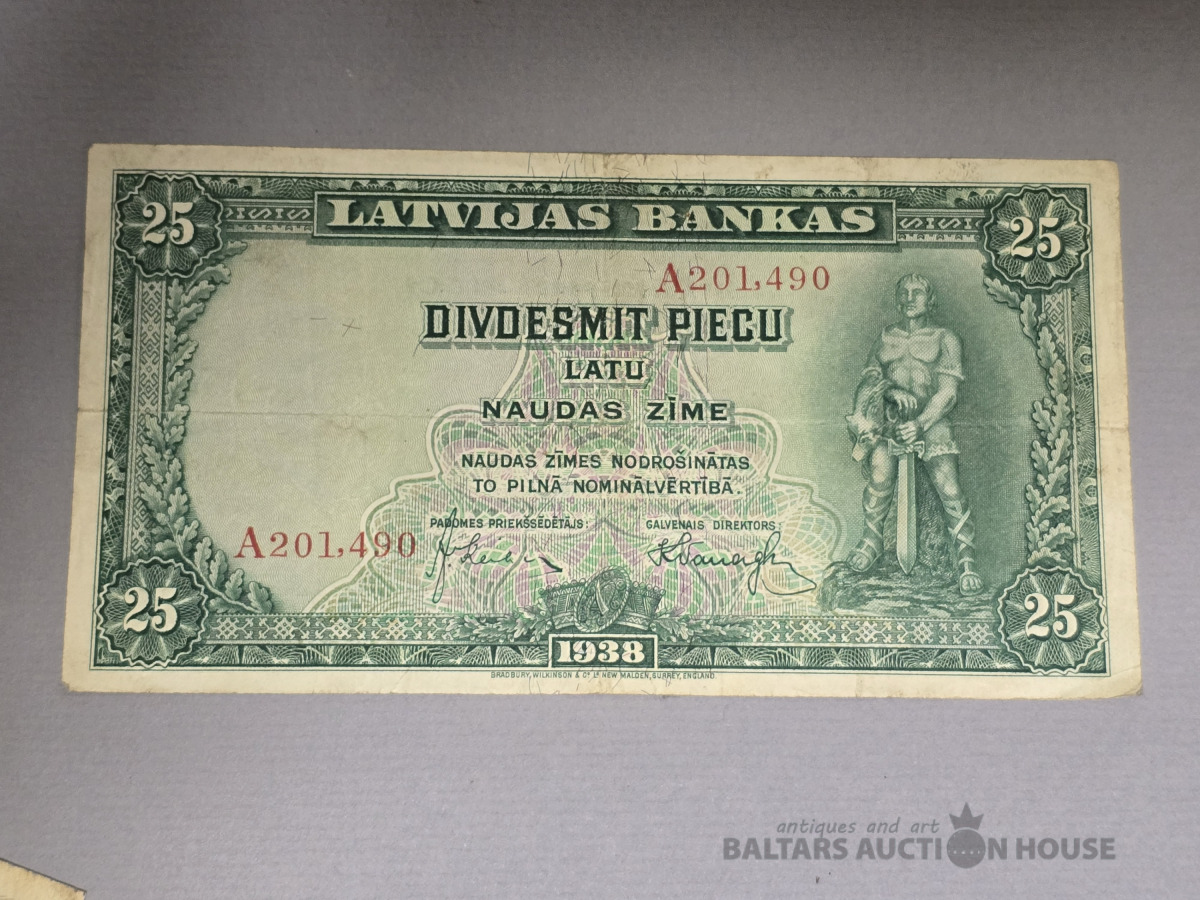 25 LATVIJAS BANKAS 25
A201,490
DIVDESMIT PIECU
LATU
NAUDAS ZĪME
NAUDAS ZĪMES NODROŠINĀTAS
TO PILNĀ NOMINĀLVĒRTĪBĀ.
PADOMES PRIEKŠSĒDĒTĀJS: GALVENAIS DIREKTORS:
A201,490
25 1938 25
BRADBURY, WILKINSON & Cº Lᴰ NEW MALDEN, SURREY, ENGLAND.
antiques and art
BALTARS AUCTION HOUSE